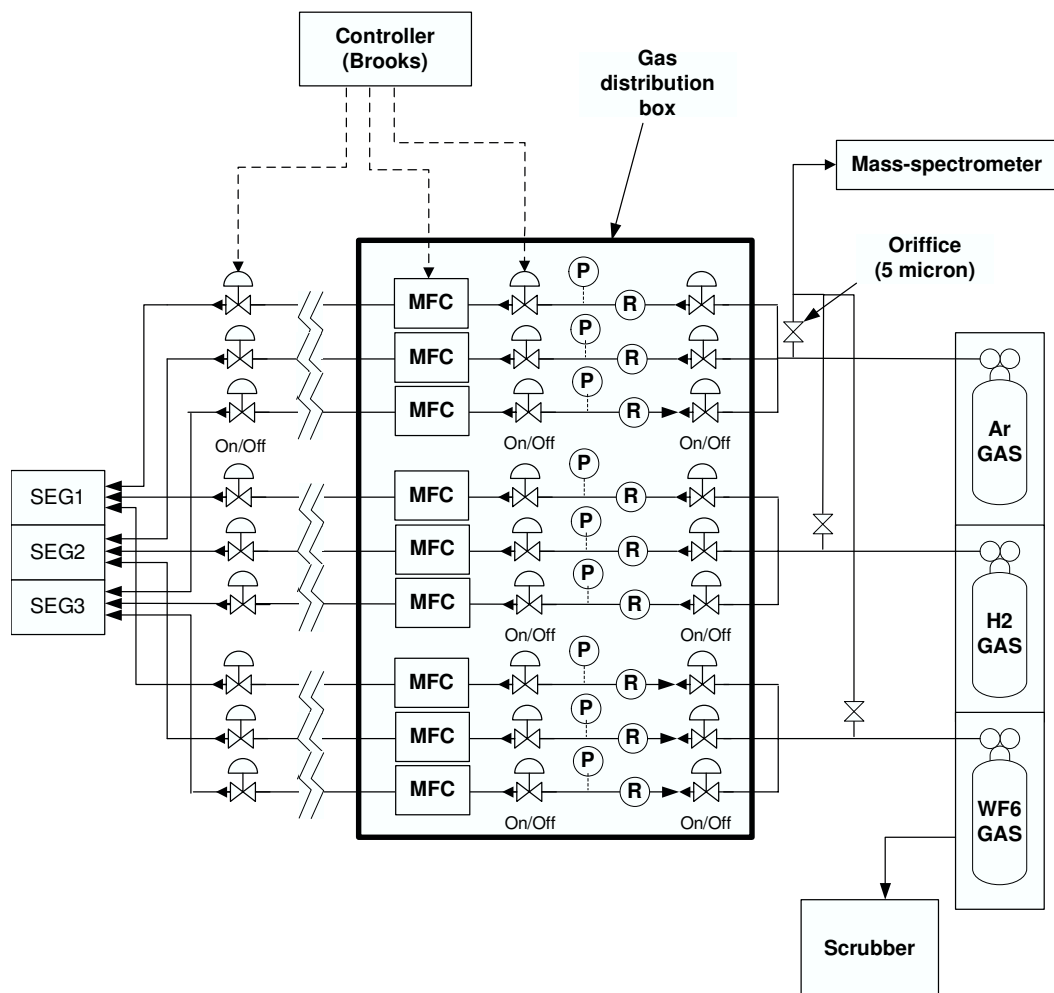 Controller
(Brooks)
Gas
distribution
box
Mass-spectrometer
Oriffice
(5 micron)
P
MFC
R
P
MFC
R
P
MFC
R
On/Off
On/Off
On/Off
Ar
GAS
P
MFC
R
SEG1
P
MFC
R
SEG2
P
MFC
R
SEG3
On/Off
On/Off
H2
GAS
P
MFC
R
P
MFC
R
P
MFC
R
On/Off
On/Off
WF6
GAS
Scrubber